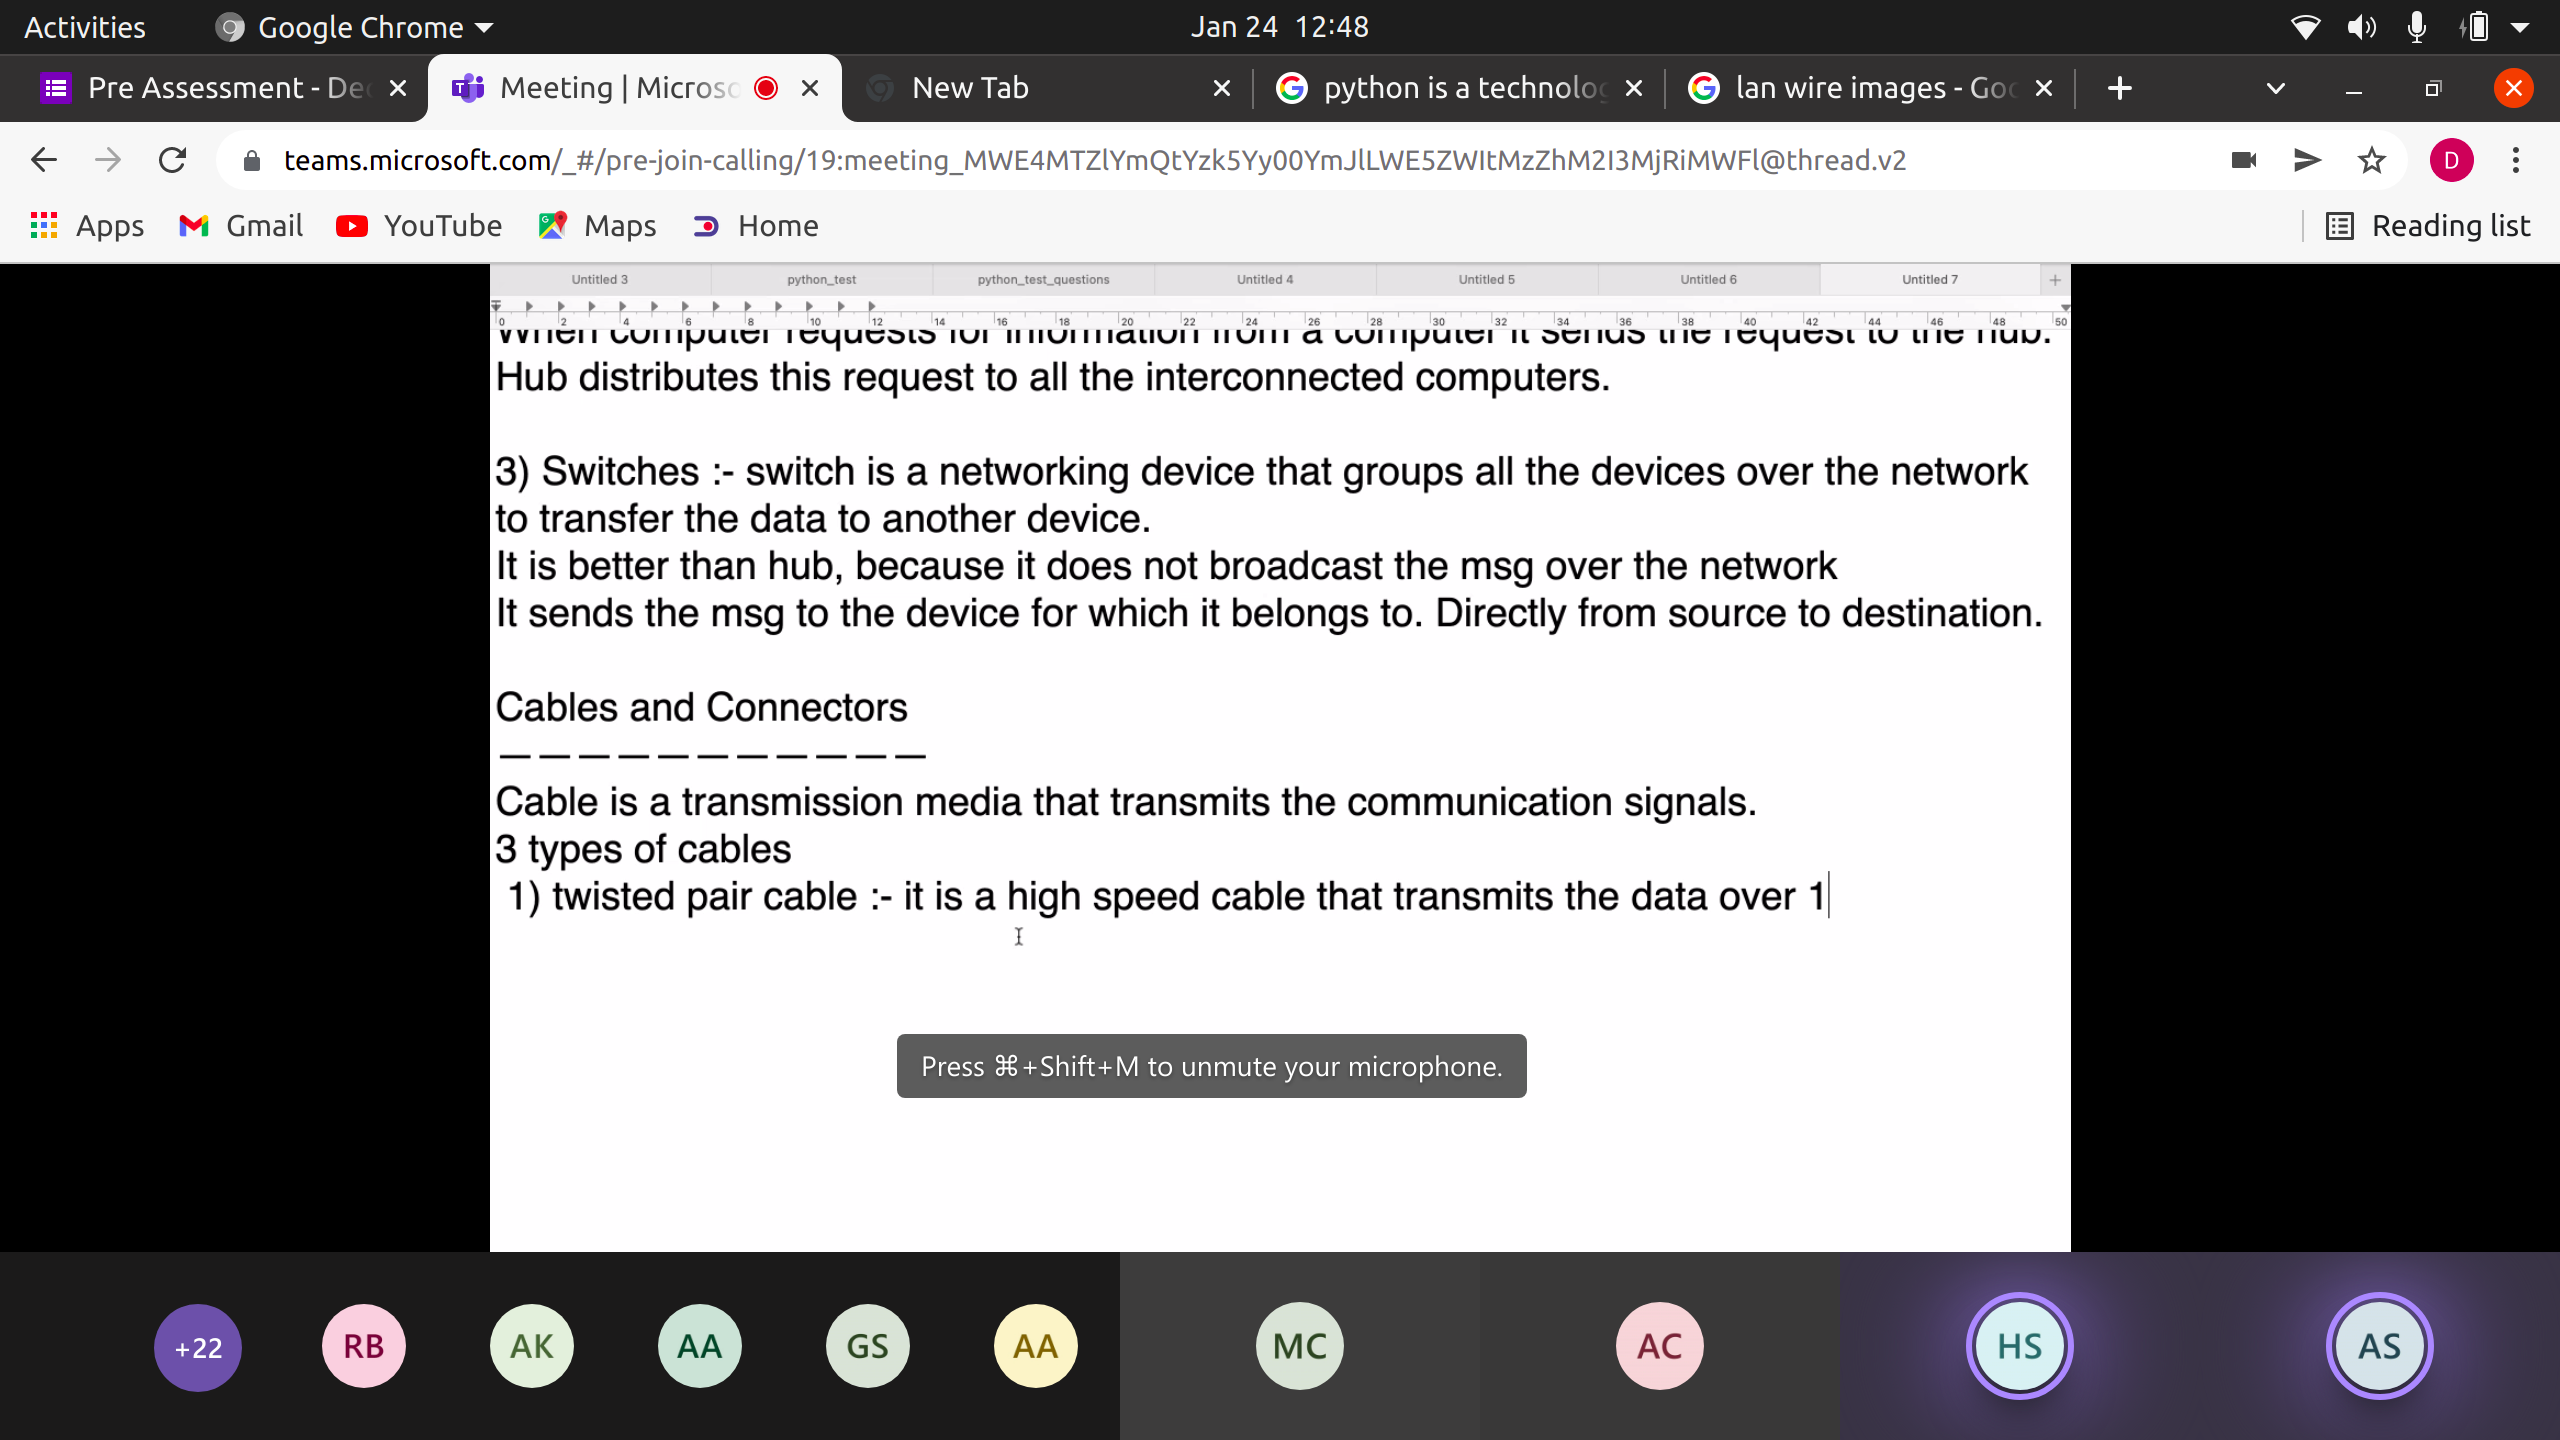 Activities
Google Chrome
Jan 24 12:48
Pre Assessment - Dec
Meeting | Microso
New Tab
python is a technolog
lan wire images - Goo
teams.microsoft.com/_#/pre-join-calling/19:meeting_MWE4MTZlYmQtYzk5Yy00YmJlLWE5ZWItMzZhM2I3MjRiMWFl@thread.v2
D
Apps
Gmail
YouTube
Maps
Home
Reading list
Untitled 3
python_test
python_test_questions
Untitled 4
Untitled 5
Untitled 6
Untitled 7
0 2 4 6 8 10 12 14 16 18 20 22 24 26 28 30 32 34 36 38 40 42 44 46 48 50
When computer requests for information from a computer it sends the request to the hub.
Hub distributes this request to all the interconnected computers.
3) Switches :- switch is a networking device that groups all the devices over the network
to transfer the data to another device.
It is better than hub, because it does not broadcast the msg over the network
It sends the msg to the device for which it belongs to. Directly from source to destination.
Cables and Connectors
———————————
Cable is a transmission media that transmits the communication signals.
3 types of cables
1) twisted pair cable :- it is a high speed cable that transmits the data over 1
Press ⌘+Shift+M to unmute your microphone.
+22
RB
AK
AA
GS
AA
MC
AC
HS
AS